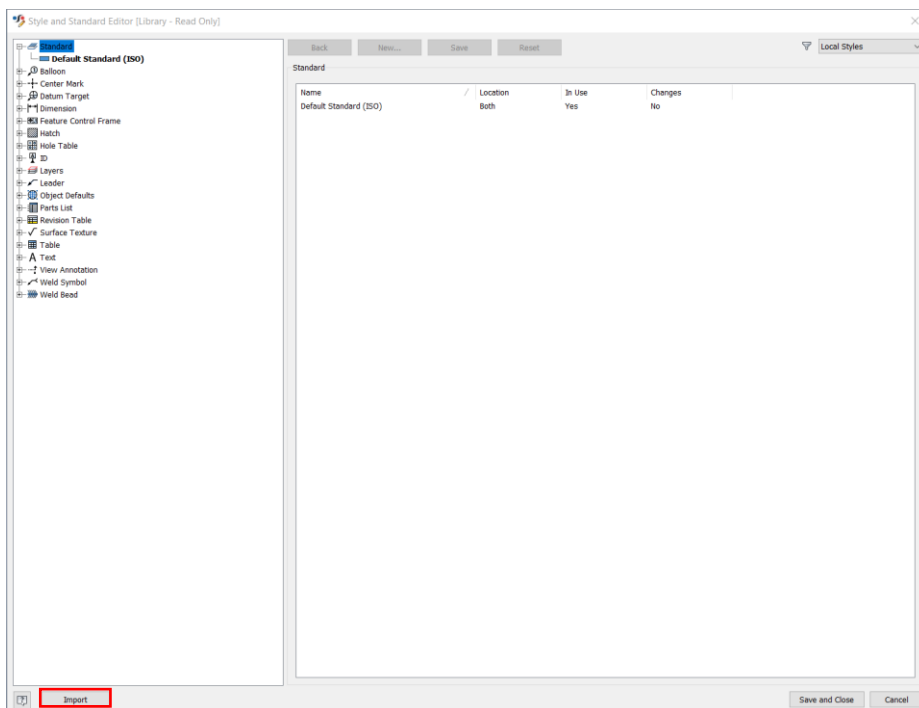 Style and Standard Editor [Library - Read Only]
Back New... Save Reset Local Styles
Standard
Default Standard (ISO)
Balloon
Center Mark
Datum Target
Dimension
Feature Control Frame
Hatch
Hole Table
ID
Layers
Leader
Object Defaults
Parts List
Revision Table
Surface Texture
Table
Text
View Annotation
Weld Symbol
Weld Bead
Standard
Name Location In Use Changes
Default Standard (ISO) Both Yes No
Import Save and Close Cancel